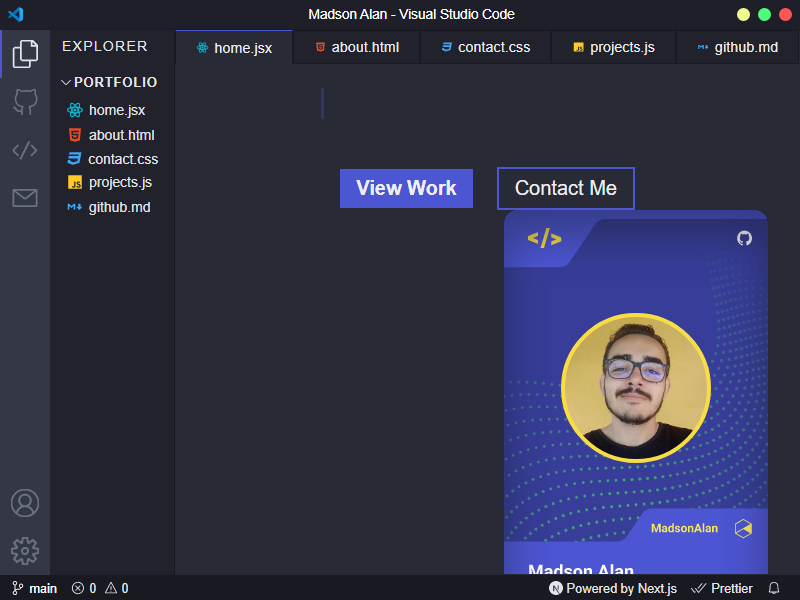 Madson Alan - Visual Studio Code
EXPLORER
PORTFOLIO
home.jsx
about.html
contact.css
projects.js
github.md
home.jsx
about.html
contact.css
projects.js
github.md
View Work
Contact Me
</>
MadsonAlan
Madson Alan
main
0
0
Powered by Next.js
Prettier